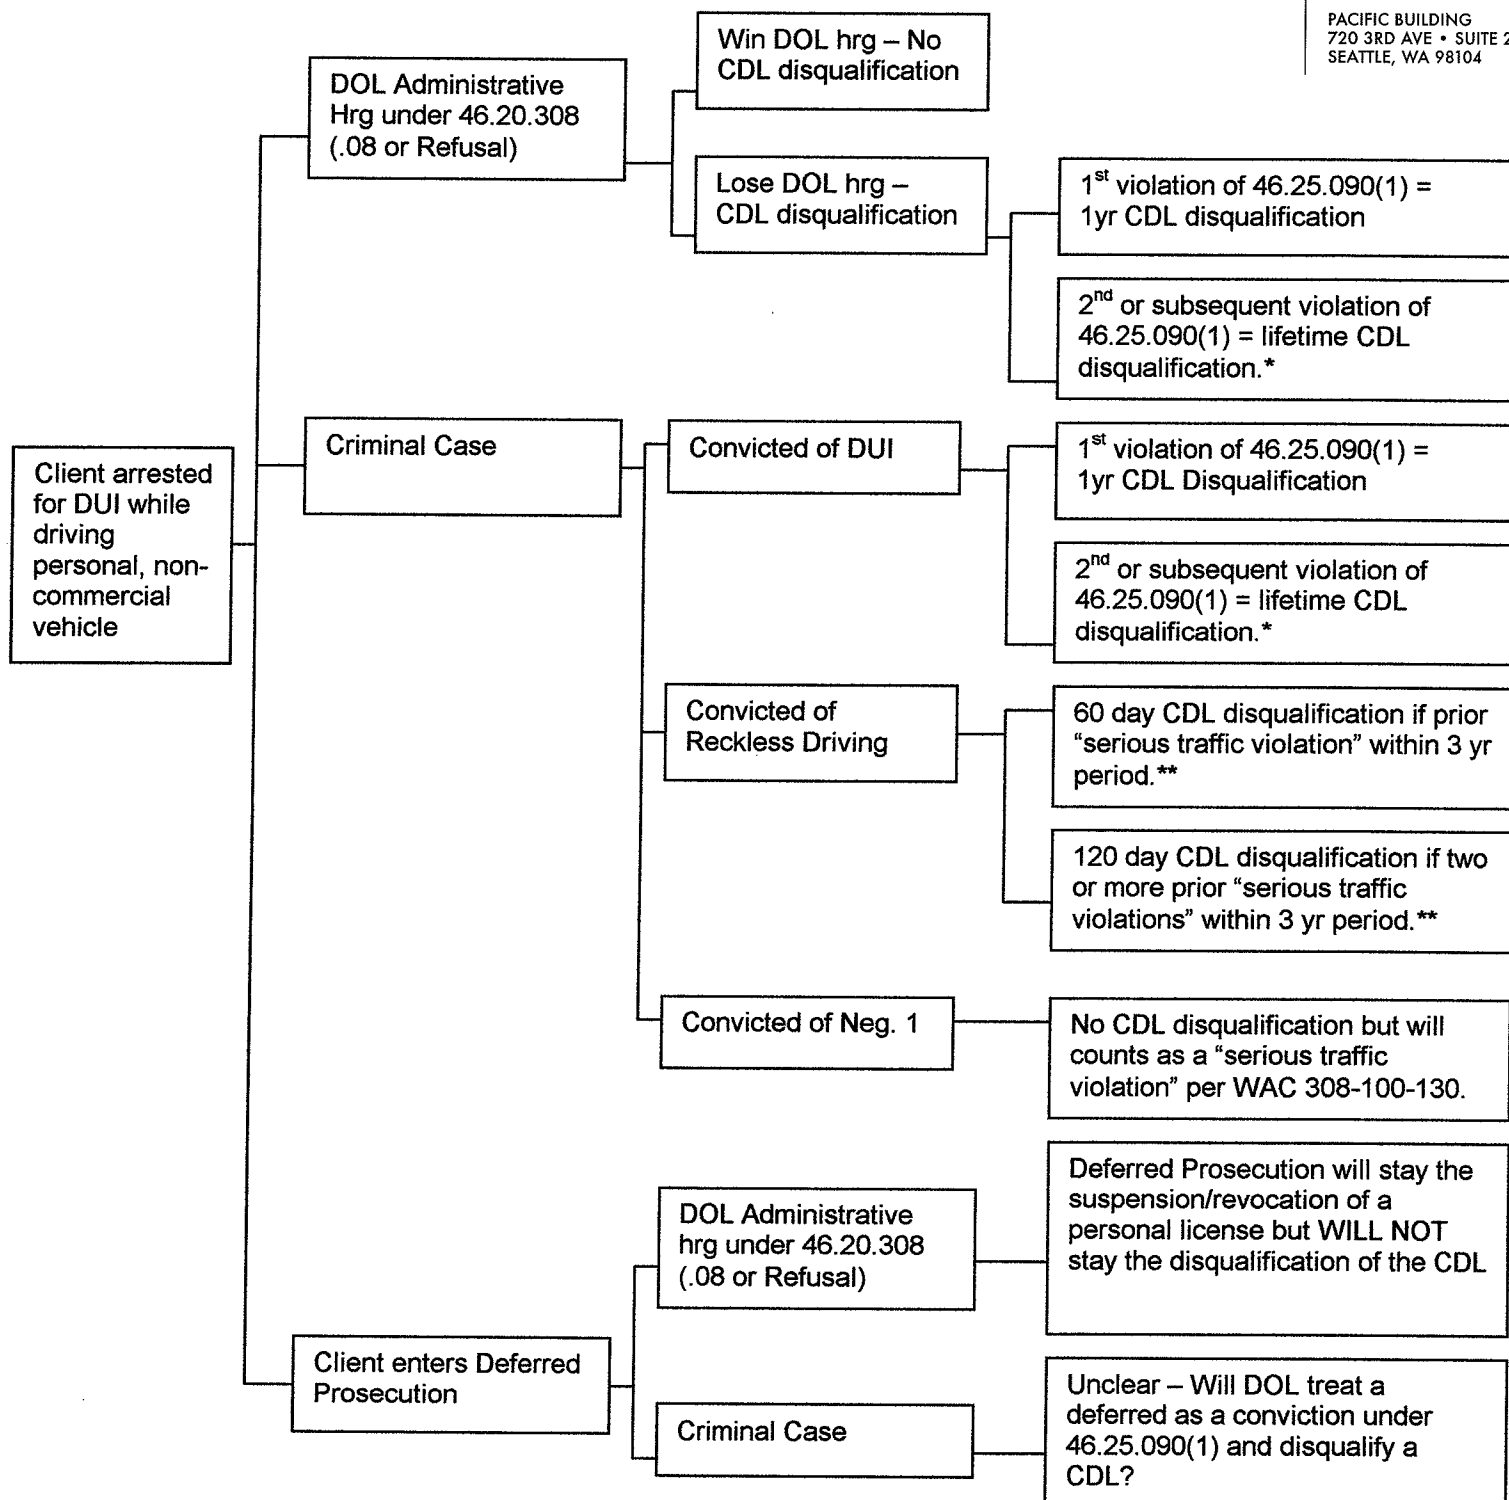 PACIFIC BUILDING
720 3RD AVE • SUITE 2
SEATTLE, WA 98104
Win DOL hrg – No
CDL disqualification
DOL Administrative
Hrg under 46.20.308
(.08 or Refusal)
Lose DOL hrg –
CDL disqualification
1st violation of 46.25.090(1) =
1yr CDL disqualification
2nd or subsequent violation of
46.25.090(1) = lifetime CDL
disqualification.*
Criminal Case
Convicted of DUI
1st violation of 46.25.090(1) =
1yr CDL Disqualification
Client arrested
for DUI while
driving
personal, non-
commercial
vehicle
2nd or subsequent violation of
46.25.090(1) = lifetime CDL
disqualification.*
Convicted of
Reckless Driving
60 day CDL disqualification if prior
“serious traffic violation” within 3 yr
period.**
120 day CDL disqualification if two
or more prior “serious traffic
violations” within 3 yr period.**
Convicted of Neg. 1
No CDL disqualification but will
counts as a “serious traffic
violation” per WAC 308-100-130.
DOL Administrative
hrg under 46.20.308
(.08 or Refusal)
Deferred Prosecution will stay the
suspension/revocation of a
personal license but WILL NOT
stay the disqualification of the CDL
Client enters Deferred
Prosecution
Criminal Case
Unclear – Will DOL treat a
deferred as a conviction under
46.25.090(1) and disqualify a
CDL?